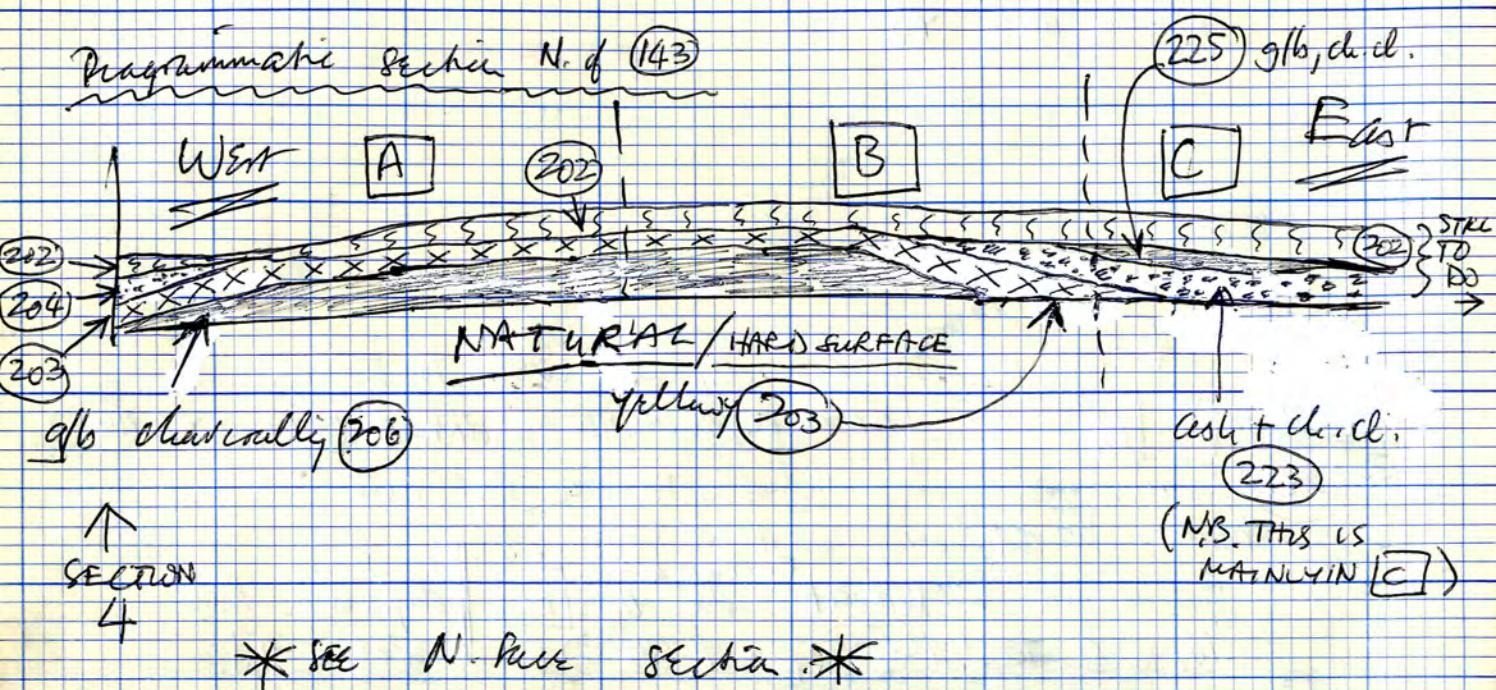 Diagrammatic Section N. of 143
225 g/b, ch.cl.
West A 202 B C East
202
204
203
202
STILL
TO
DO
NATURAL/HARD SURFACE
g/b charcoally 206
yellowy 203
ash + ch.cl.
223
(N.B. THIS IS
MAINLY IN C)
SECTION
4
* SEE N. Face Section. *